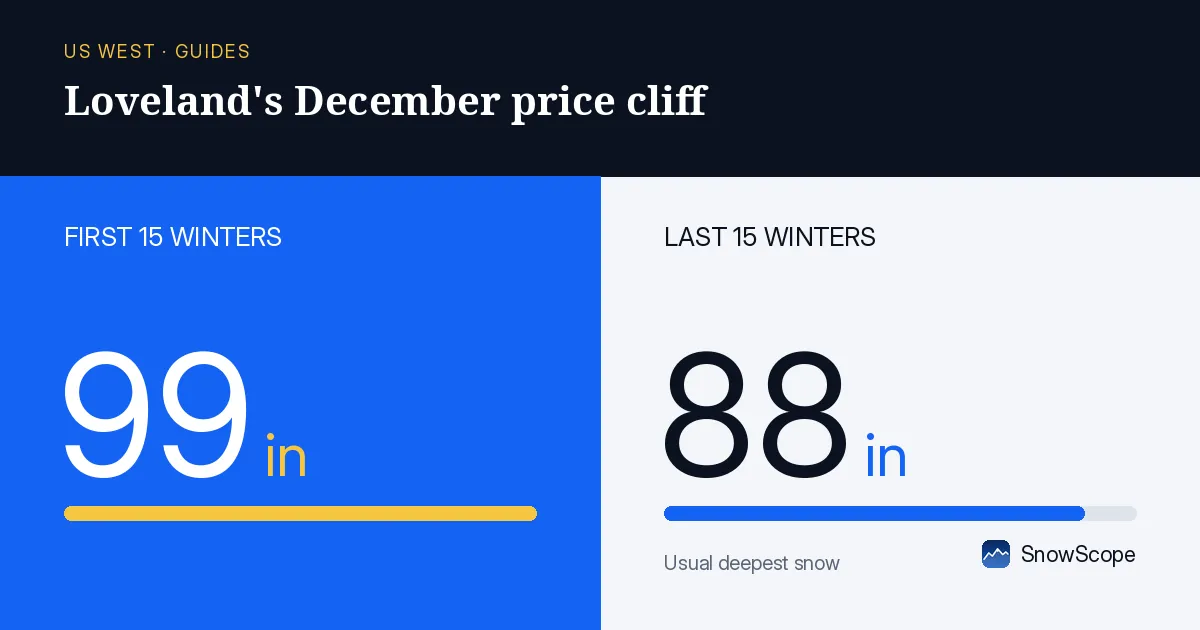 US WEST · GUIDES
Loveland's December price cliff
FIRST 15 WINTERS
99 in
LAST 15 WINTERS
88 in
Usual deepest snow
SnowScope